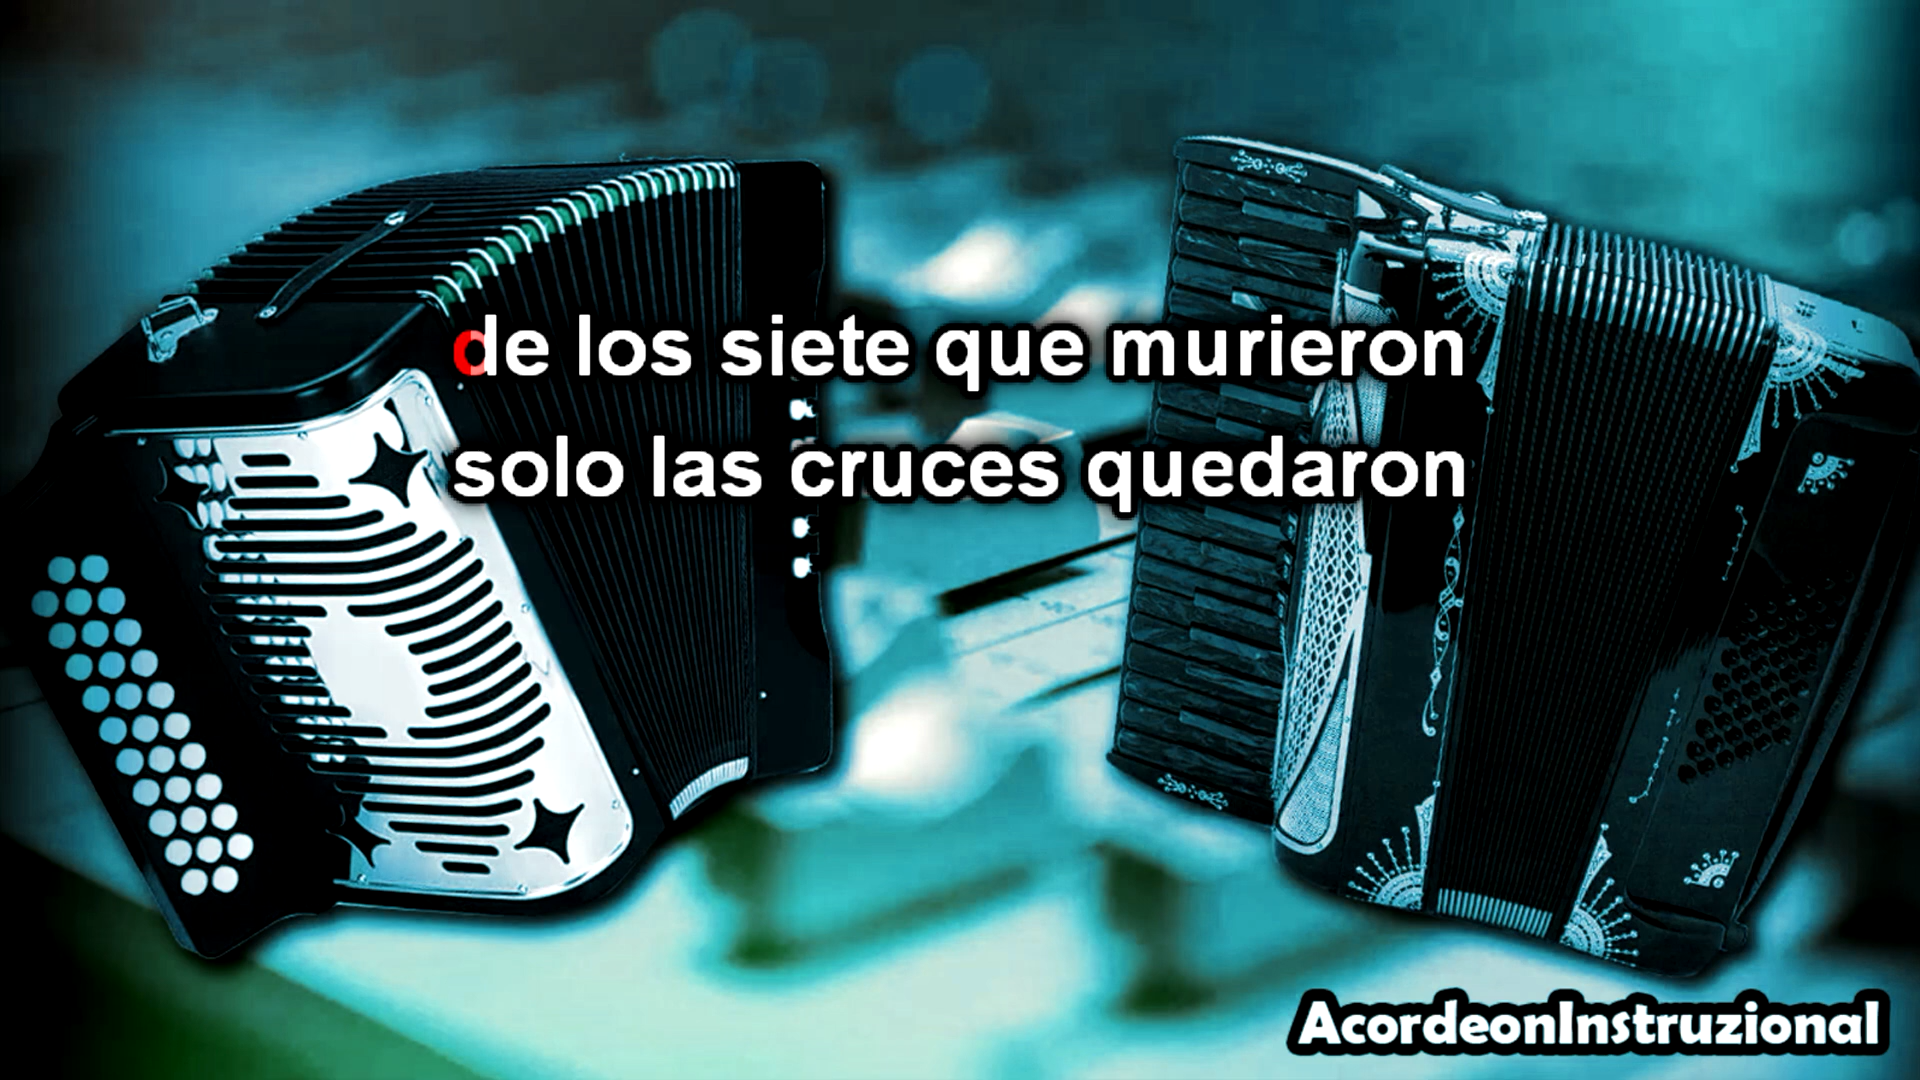 de los siete que murieron
solo las cruces quedaron
AcordeonInstruzional